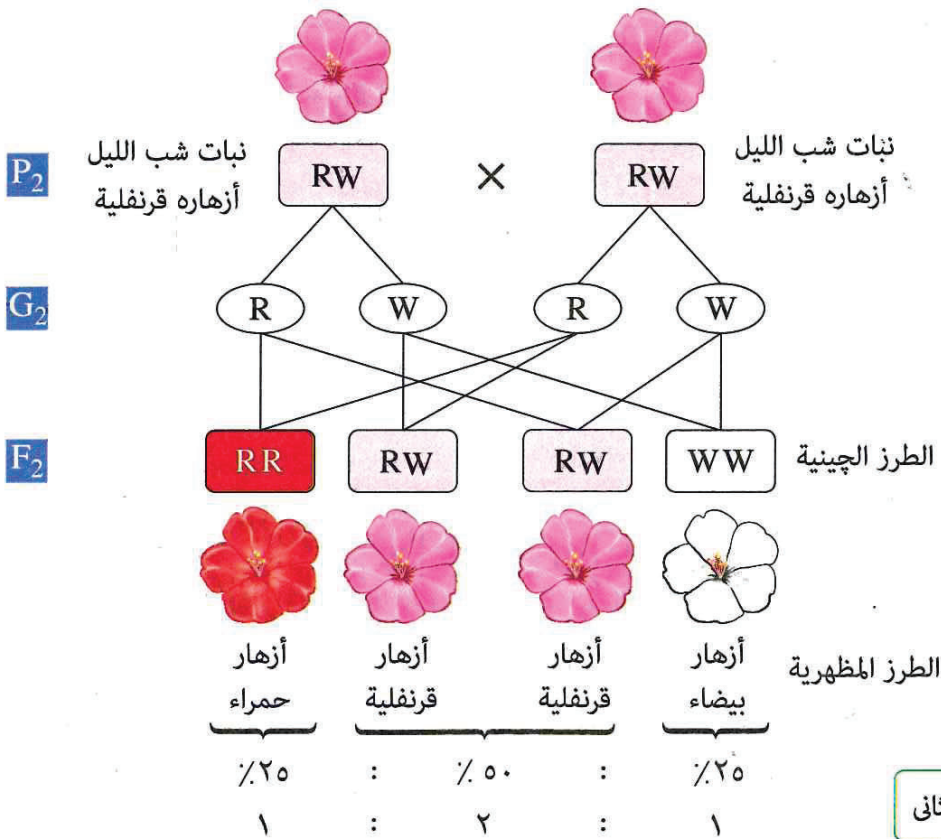 نبات شب الليل
أزهاره قرنفلية
RW
×
RW
نبات شب الليل
أزهاره قرنفلية
P₂
R W R W
G₂
RR RW RW WW
الطرز الچينية
F₂
أزهار حمراء
أزهار قرنفلية
أزهار قرنفلية
أزهار بيضاء
الطرز المظهرية
٪٢٥ : ٪٥٠ : ٪٢٥
١ : ٢ : ١